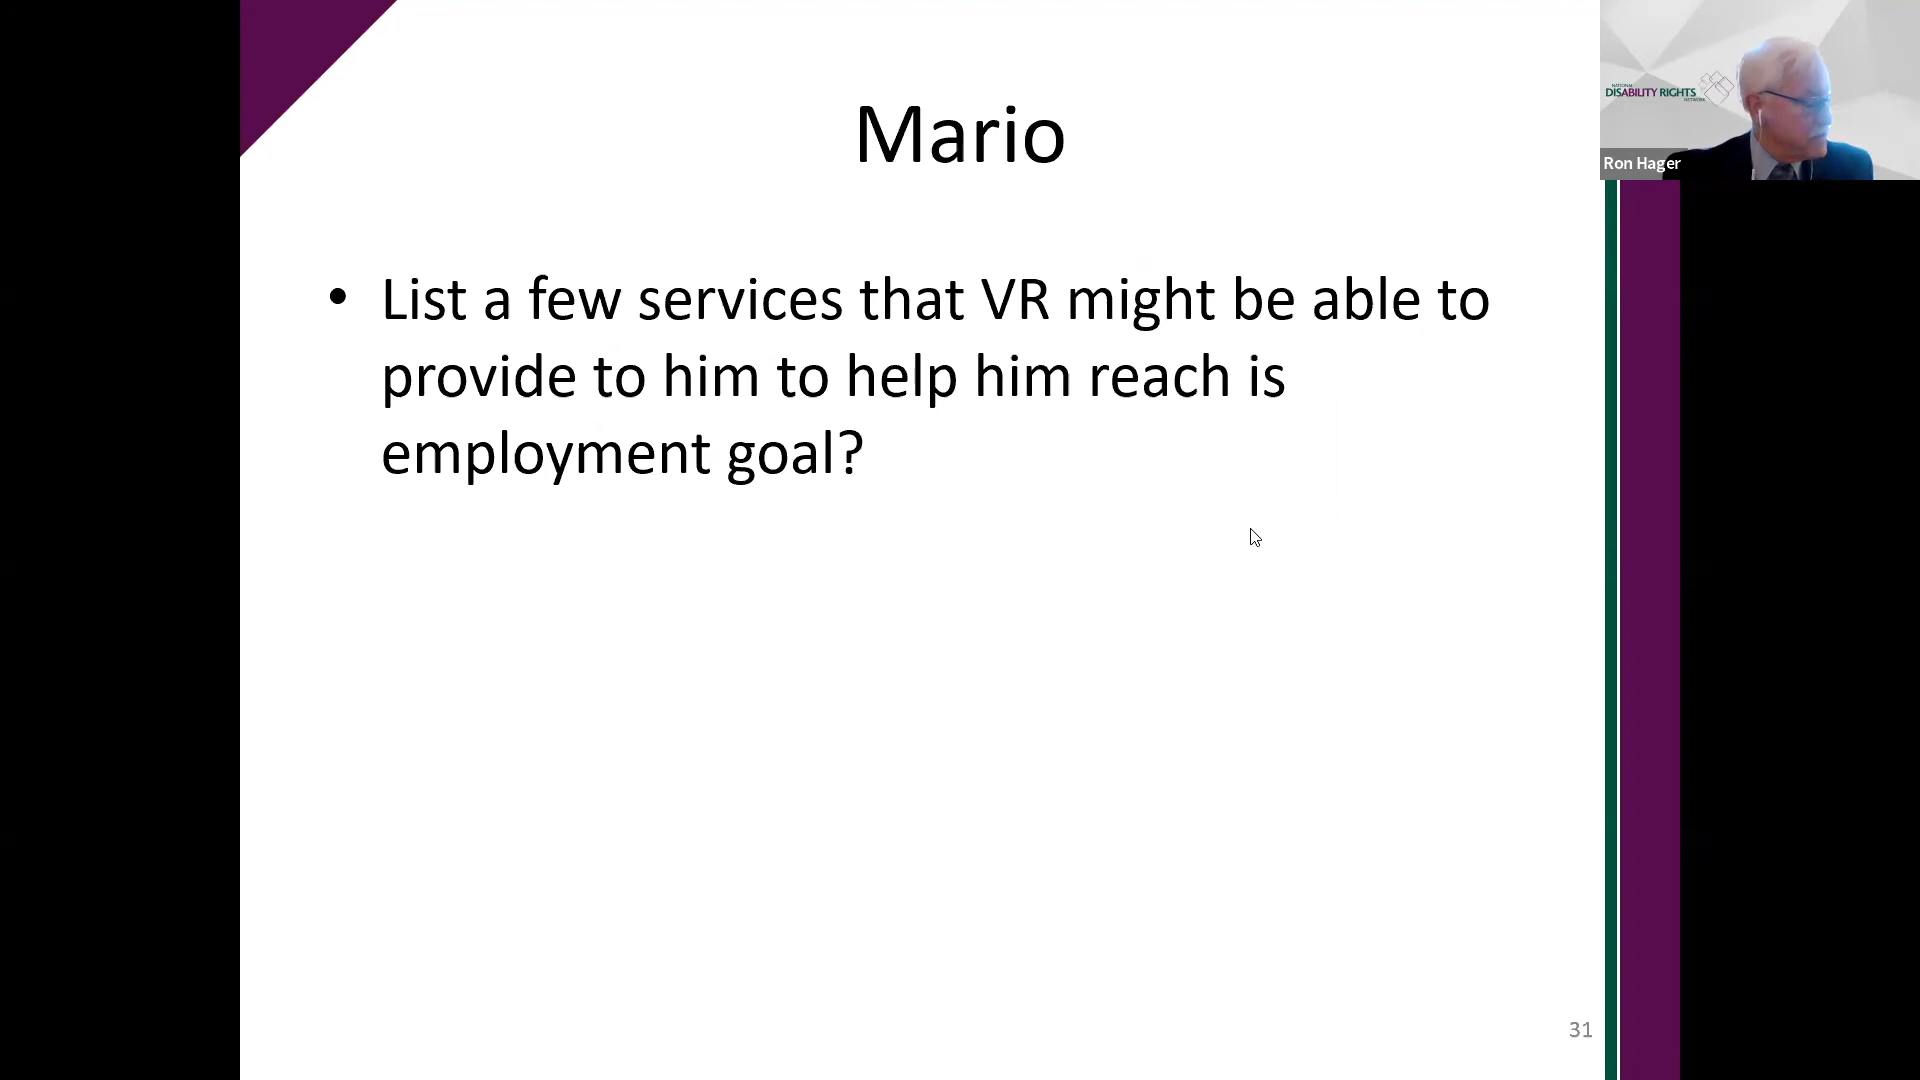 Mario
• List a few services that VR might be able to
provide to him to help him reach is
employment goal?
31
NATIONAL
DISABILITY RIGHTS
NETWORK
Ron Hager